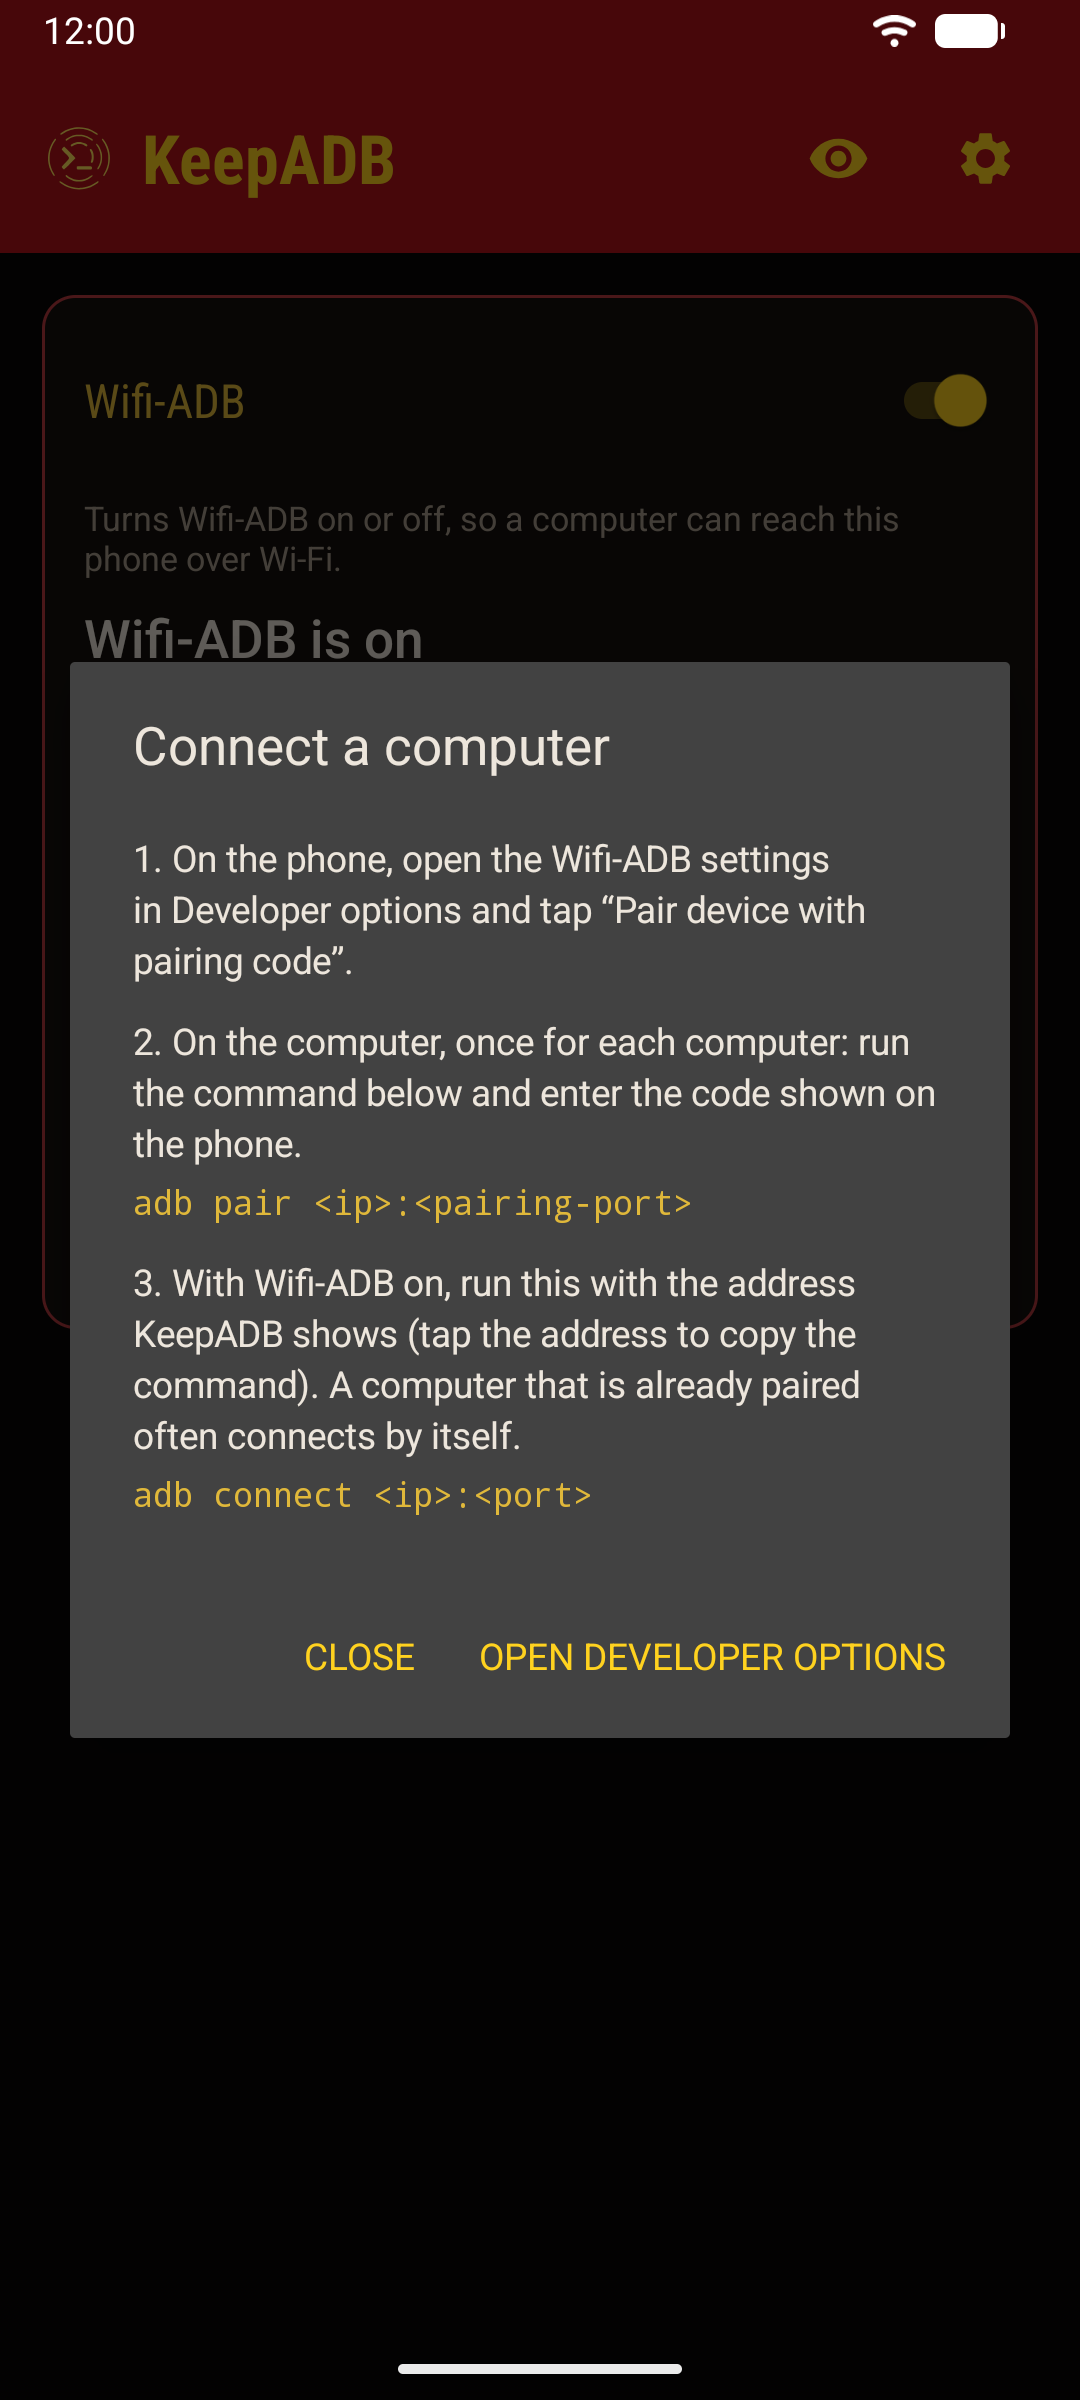 12:00
KeepADB
Wifi-ADB
Turns Wifi-ADB on or off, so a computer can reach this
phone over Wi-Fi.
Wifi-ADB is on
Connect a computer
1. On the phone, open the Wifi-ADB settings
in Developer options and tap “Pair device with
pairing code”.
2. On the computer, once for each computer: run
the command below and enter the code shown on
the phone.
adb pair <ip>:<pairing-port>
3. With Wifi-ADB on, run this with the address
KeepADB shows (tap the address to copy the
command). A computer that is already paired
often connects by itself.
adb connect <ip>:<port>
CLOSE OPEN DEVELOPER OPTIONS